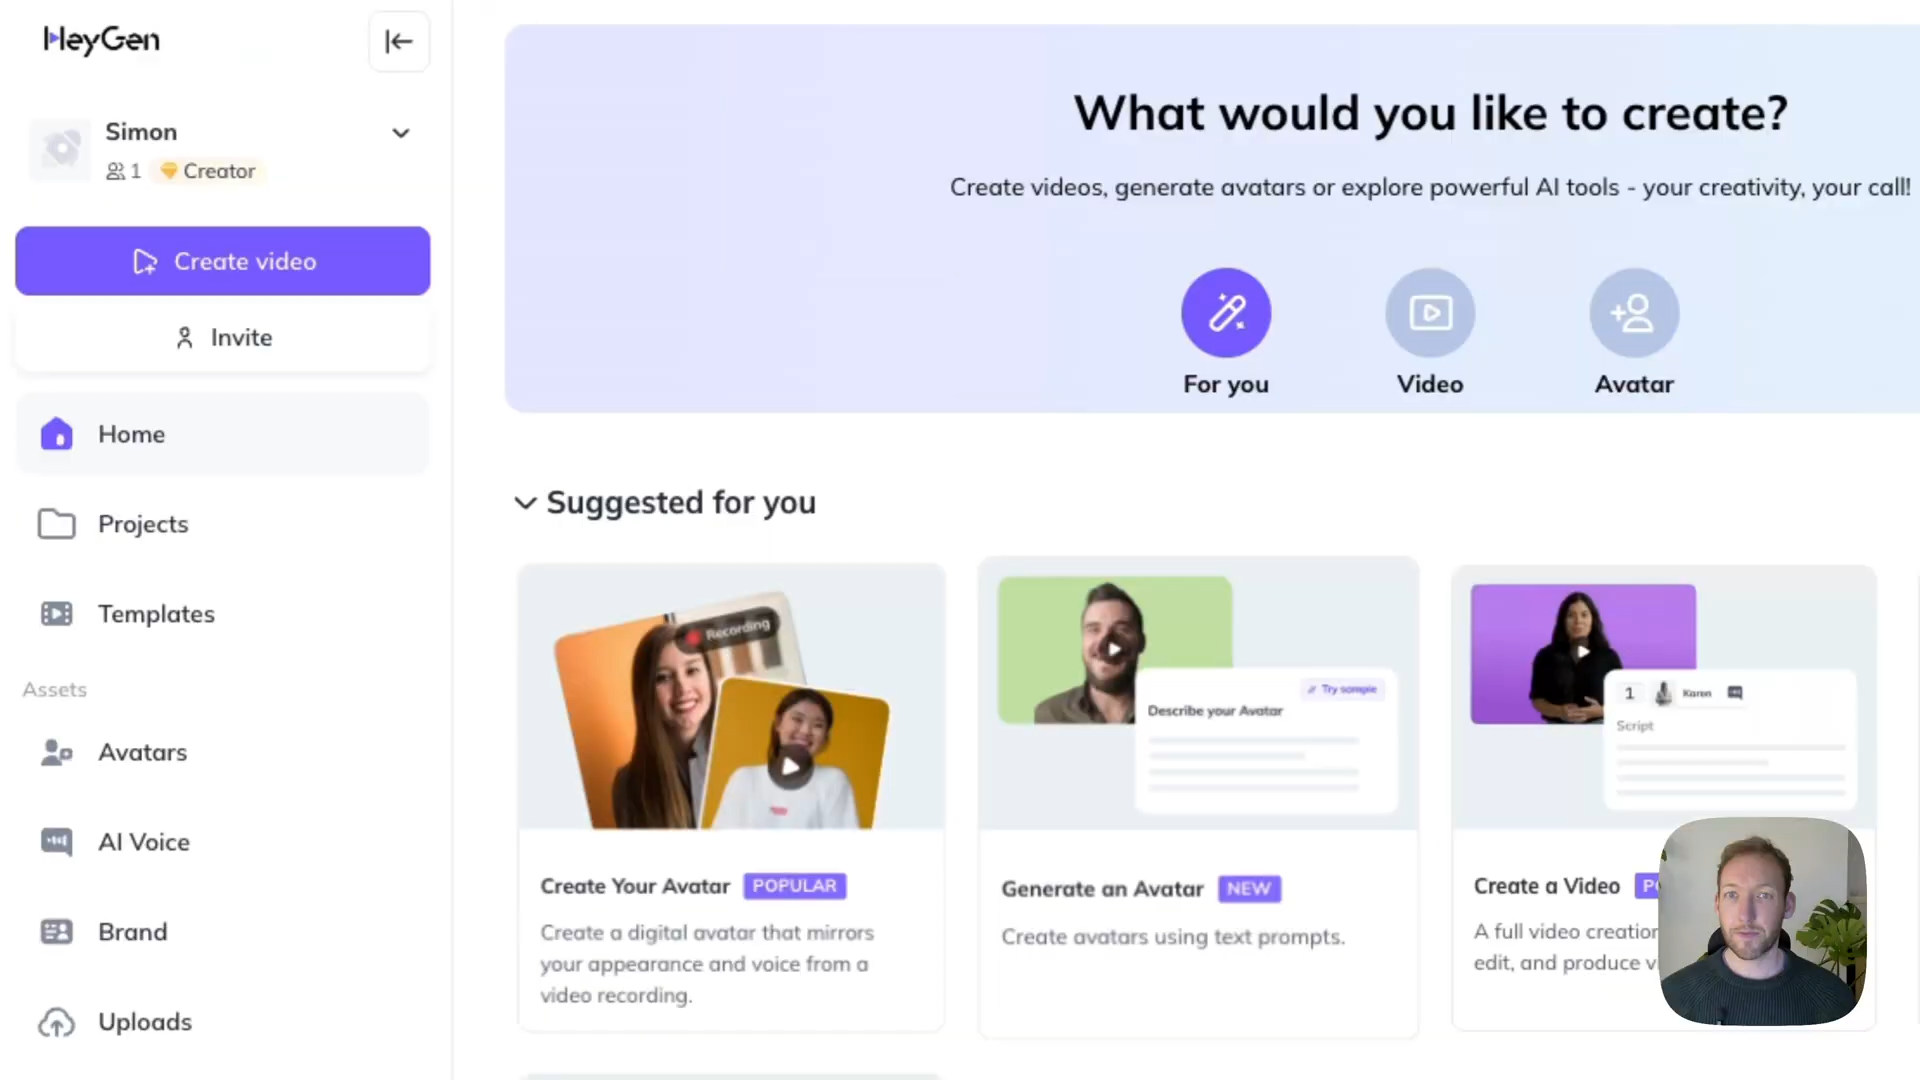 HeyGen
Simon
1 Creator
Create video
Invite
Home
Projects
Templates
Assets
Avatars
AI Voice
Brand
Uploads
What would you like to create?
Create videos, generate avatars or explore powerful AI tools - your creativity, your call!
For you
Video
Avatar
Suggested for you
Recording
Create Your Avatar POPULAR
Create a digital avatar that mirrors
your appearance and voice from a
video recording.
Try sample
Describe your Avatar
Generate an Avatar NEW
Create avatars using text prompts.
1 Karen
Script
Create a Video
A full video creation
edit, and produce